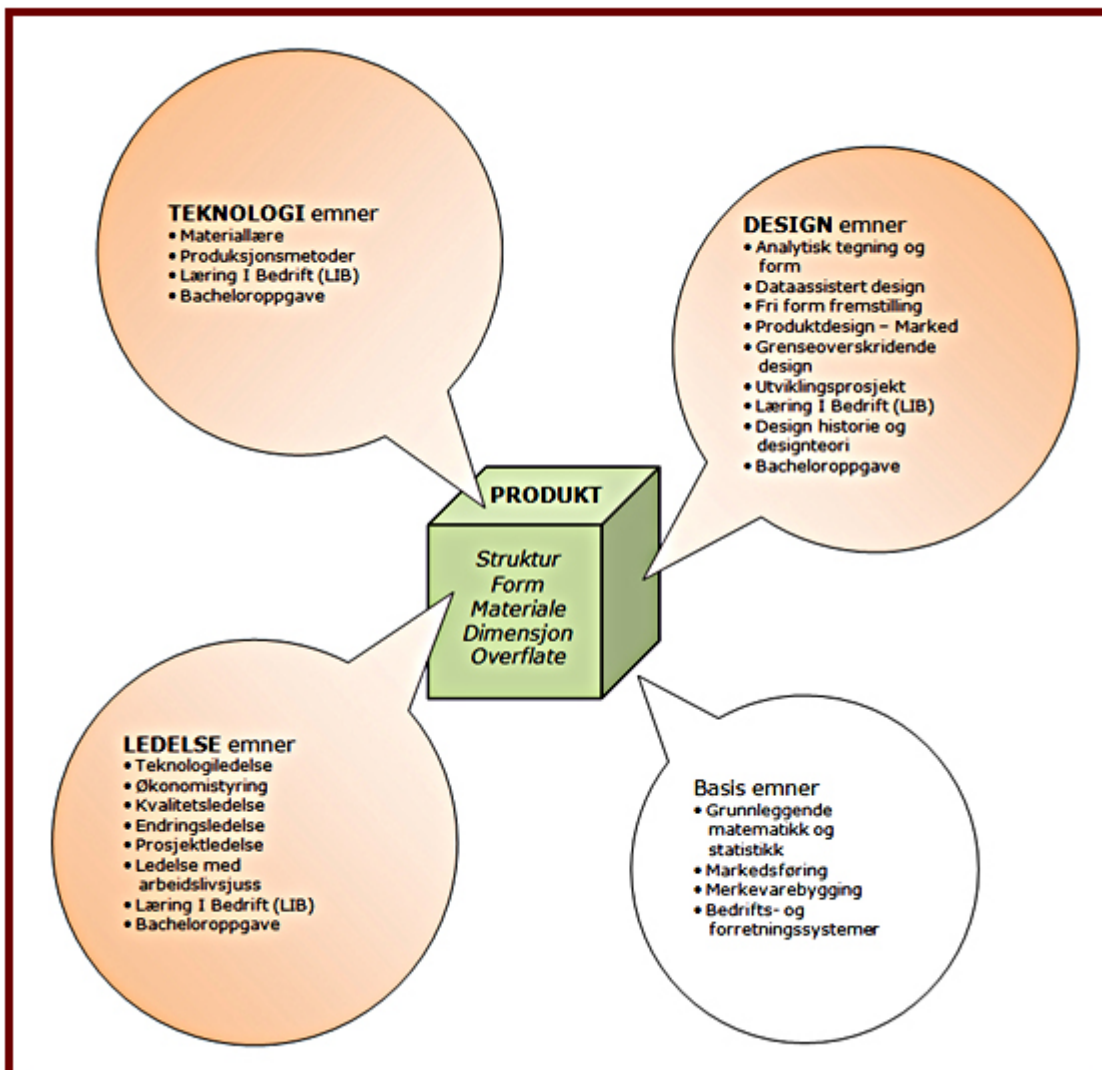 TEKNOLOGI emner
• Materiallære
• Produksjonsmetoder
• Læring I Bedrift (LIB)
• Bacheloroppgave
DESIGN emner
• Analytisk tegning og
form
• Dataassistert design
• Fri form fremstilling
• Produktdesign – Marked
• Grenseoverskridende
design
• Utviklingsprosjekt
• Læring I Bedrift (LIB)
• Design historie og
designteori
• Bacheloroppgave
PRODUKT
Struktur
Form
Materiale
Dimensjon
Overflate
LEDELSE emner
• Teknologiledelse
• Økonomistyring
• Kvalitetsledelse
• Endringsledelse
• Prosjektledelse
• Ledelse med
arbeidslivsjuss
• Læring I Bedrift (LIB)
• Bacheloroppgave
Basis emner
• Grunnleggende
matematikk og
statistikk
• Markedsføring
• Merkevarebygging
• Bedrifts- og
forretningssystemer